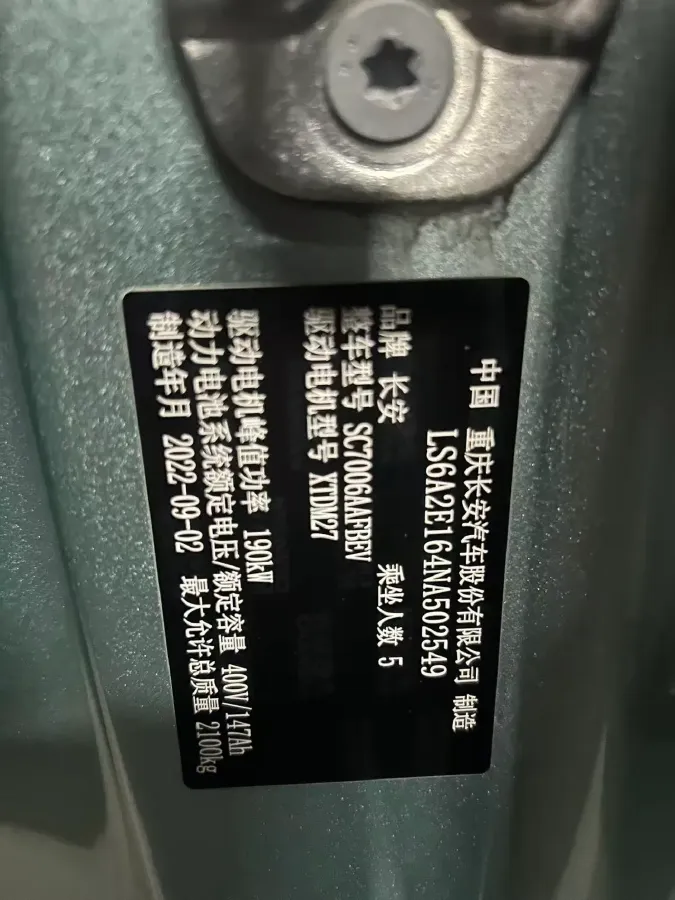 中国 重庆长安汽车股份有限公司 制造
LS6A2E164NA502549
品牌 长安 乘坐人数 5
整车型号 SC7006AAFBEV
驱动电机型号 XTDM27
驱动电机峰值功率 190kW
动力电池系统额定电压/额定容量 400V/147Ah
制造年月 2022-09-02 最大允许总质量 2100kg